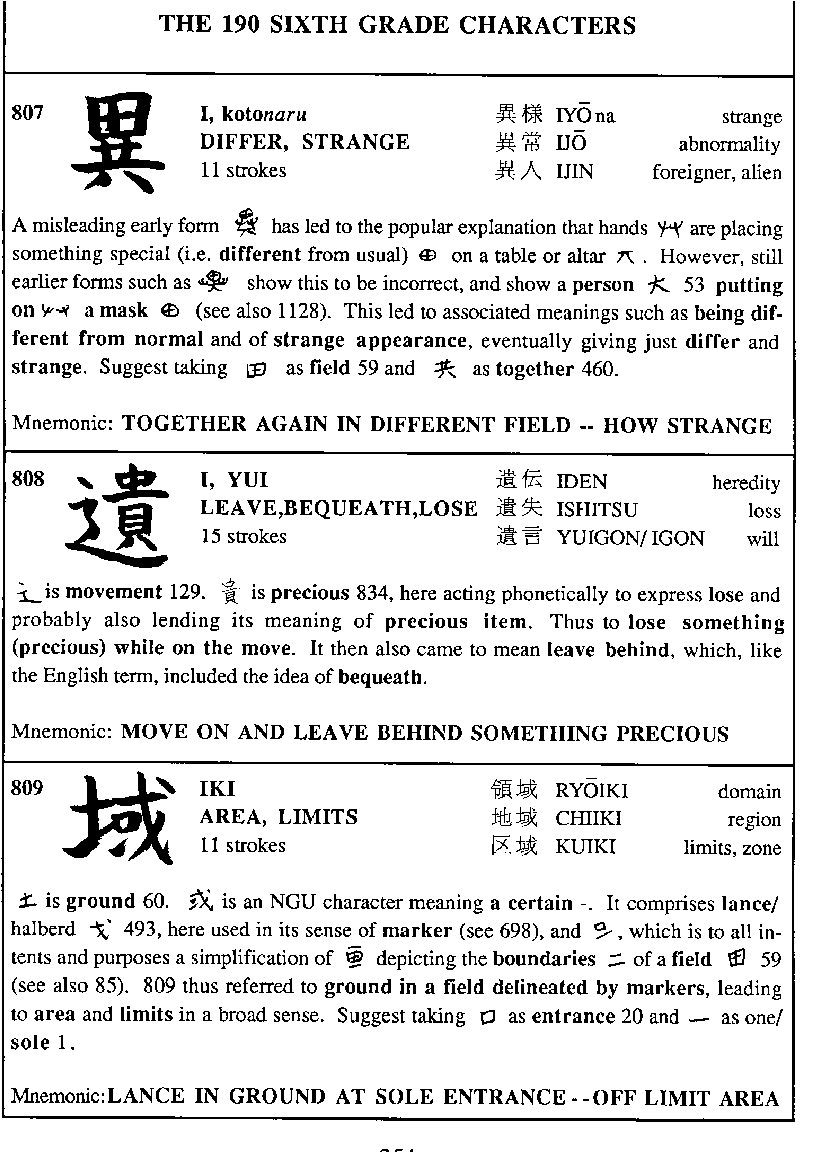 THE 190 SIXTH GRADE CHARACTERS
807 異 I, kotonaru 異様 IYŌna strange
DIFFER, STRANGE 異常 IJŌ abnormality
11 strokes 異人 IJIN foreigner, alien
A misleading early form has led to the popular explanation that hands are placing
something special (i.e. different from usual) on a table or altar . However, still
earlier forms such as show this to be incorrect, and show a person 大 53 putting
on a mask (see also 1128). This led to associated meanings such as being dif-
ferent from normal and of strange appearance, eventually giving just differ and
strange. Suggest taking 田 as field 59 and 共 as together 460.
Mnemonic: TOGETHER AGAIN IN DIFFERENT FIELD -- HOW STRANGE
808 遺 I, YUI 遺伝 IDEN heredity
LEAVE,BEQUEATH,LOSE 遺失 ISHITSU loss
15 strokes 遺言 YUIGON/ IGON will
辶 is movement 129. 貴 is precious 834, here acting phonetically to express lose and
probably also lending its meaning of precious item. Thus to lose something
(precious) while on the move. It then also came to mean leave behind, which, like
the English term, included the idea of bequeath.
Mnemonic: MOVE ON AND LEAVE BEHIND SOMETHING PRECIOUS
809 域 IKI 領域 RYŌIKI domain
AREA, LIMITS 地域 CHIIKI region
11 strokes 区域 KUIKI limits, zone
土 is ground 60. 或 is an NGU character meaning a certain -. It comprises lance/
halberd 戈 493, here used in its sense of marker (see 698), and , which is to all in-
tents and purposes a simplification of depicting the boundaries 二 of a field 田 59
(see also 85). 809 thus referred to ground in a field delineated by markers, leading
to area and limits in a broad sense. Suggest taking 口 as entrance 20 and 一 as one/
sole 1.
Mnemonic:LANCE IN GROUND AT SOLE ENTRANCE--OFF LIMIT AREA